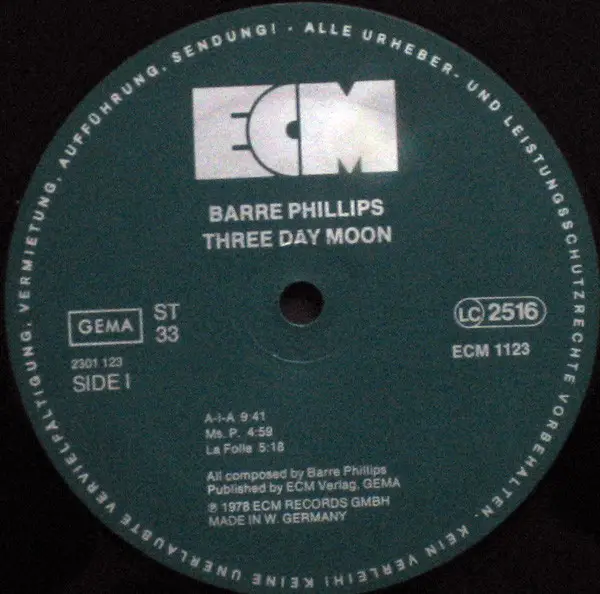 ECM
BARRE PHILLIPS
THREE DAY MOON
GEMA
ST
33
2301 123
SIDE I
LC 2516
ECM 1123
A-I-A 9:41
Ms. P. 4:59
La Folle 5:18
All composed by Barre Phillips
Published by ECM Verlag, GEMA
℗ 1978 ECM RECORDS GMBH
MADE IN W. GERMANY
ALLE URHEBER- UND LEISTUNGSSCHUTZRECHTE VORBEHALTEN. KEIN VERLEIH! KEINE UNERLAUBTE VERVIELFÄLTIGUNG, VERMIETUNG, AUFFÜHRUNG, SENDUNG! -